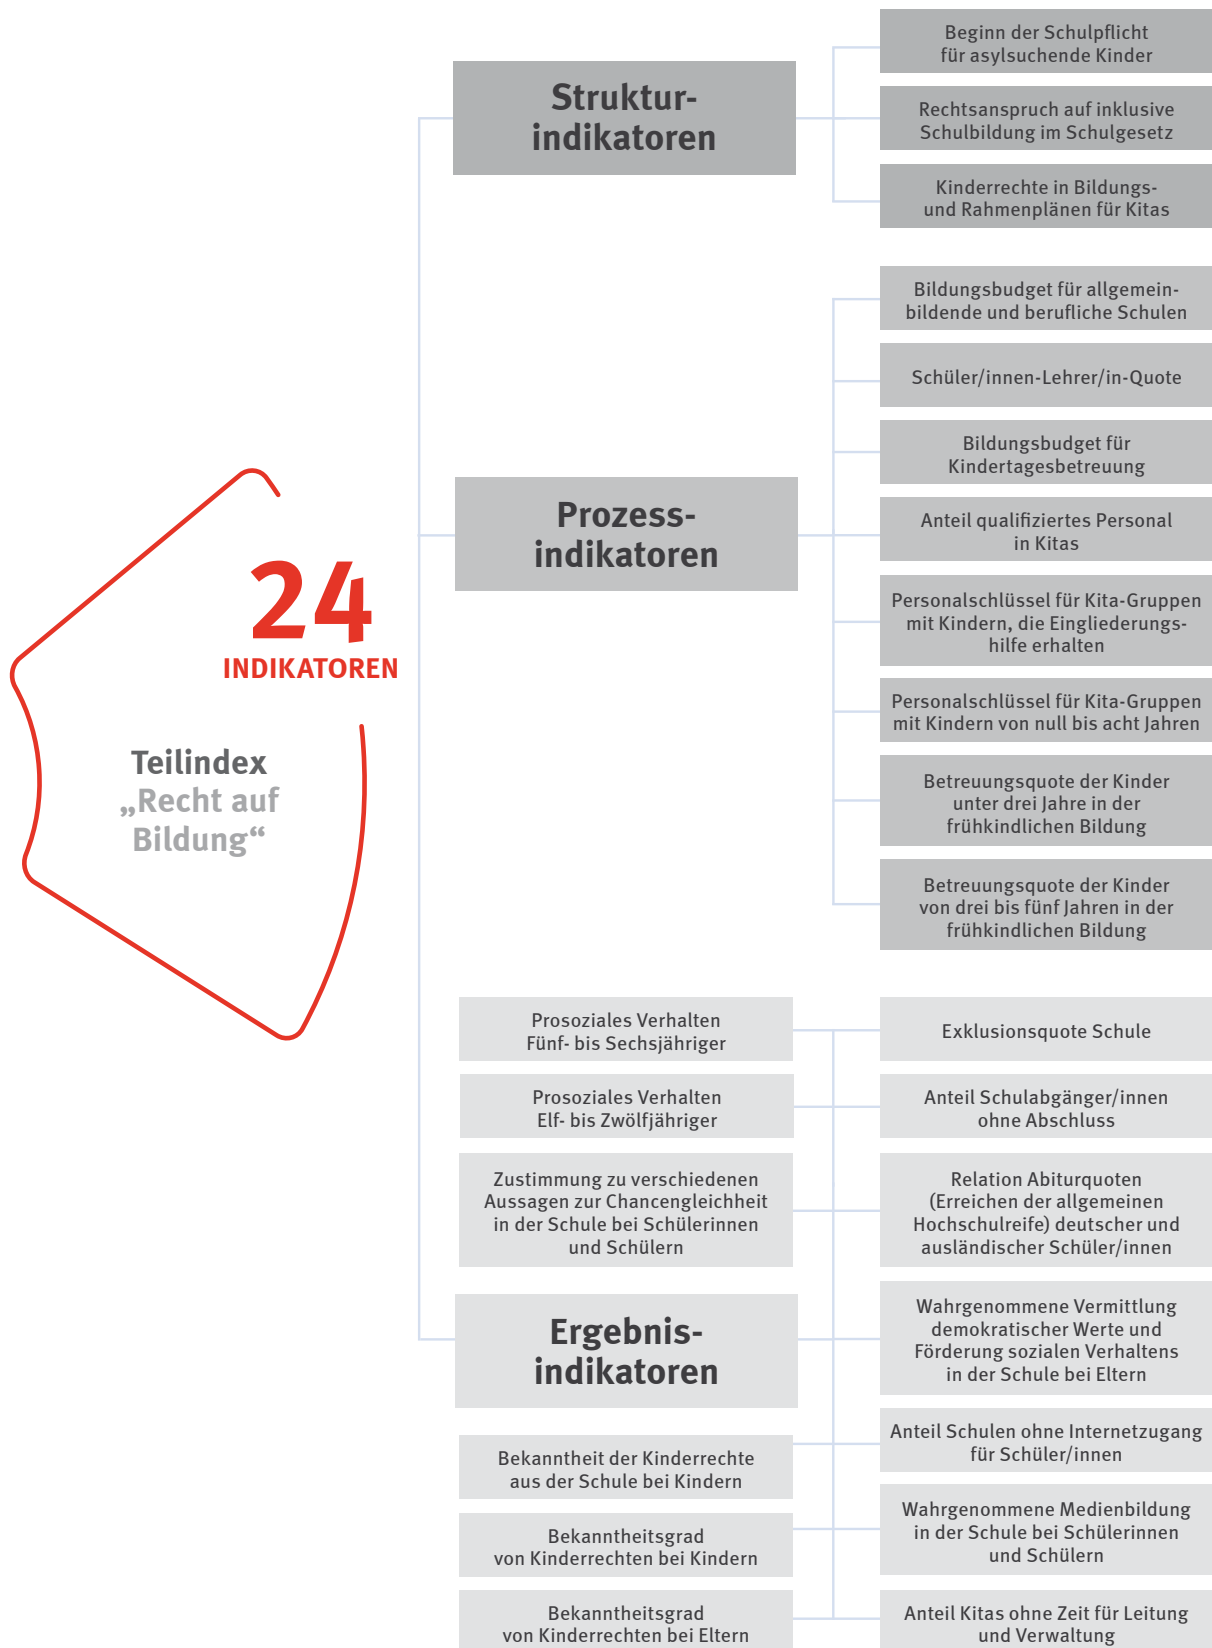 24
INDIKATOREN
Teilindex
„Recht auf
Bildung“
Struktur-
indikatoren
Beginn der Schulpflicht
für asylsuchende Kinder
Rechtsanspruch auf inklusive
Schulbildung im Schulgesetz
Kinderrechte in Bildungs-
und Rahmenplänen für Kitas
Prozess-
indikatoren
Bildungsbudget für allgemein-
bildende und berufliche Schulen
Schüler/innen-Lehrer/in-Quote
Bildungsbudget für
Kindertagesbetreuung
Anteil qualifiziertes Personal
in Kitas
Personalschlüssel für Kita-Gruppen
mit Kindern, die Eingliederungs-
hilfe erhalten
Personalschlüssel für Kita-Gruppen
mit Kindern von null bis acht Jahren
Betreuungsquote der Kinder
unter drei Jahre in der
frühkindlichen Bildung
Betreuungsquote der Kinder
von drei bis fünf Jahren in der
frühkindlichen Bildung
Prosoziales Verhalten
Fünf- bis Sechsjähriger
Prosoziales Verhalten
Elf- bis Zwölfjähriger
Zustimmung zu verschiedenen
Aussagen zur Chancengleichheit
in der Schule bei Schülerinnen
und Schülern
Ergebnis-
indikatoren
Bekanntheit der Kinderrechte
aus der Schule bei Kindern
Bekanntheitsgrad
von Kinderrechten bei Kindern
Bekanntheitsgrad
von Kinderrechten bei Eltern
Exklusionsquote Schule
Anteil Schulabgänger/innen
ohne Abschluss
Relation Abiturquoten
(Erreichen der allgemeinen
Hochschulreife) deutscher und
ausländischer Schüler/innen
Wahrgenommene Vermittlung
demokratischer Werte und
Förderung sozialen Verhaltens
in der Schule bei Eltern
Anteil Schulen ohne Internetzugang
für Schüler/innen
Wahrgenommene Medienbildung
in der Schule bei Schülerinnen
und Schülern
Anteil Kitas ohne Zeit für Leitung
und Verwaltung